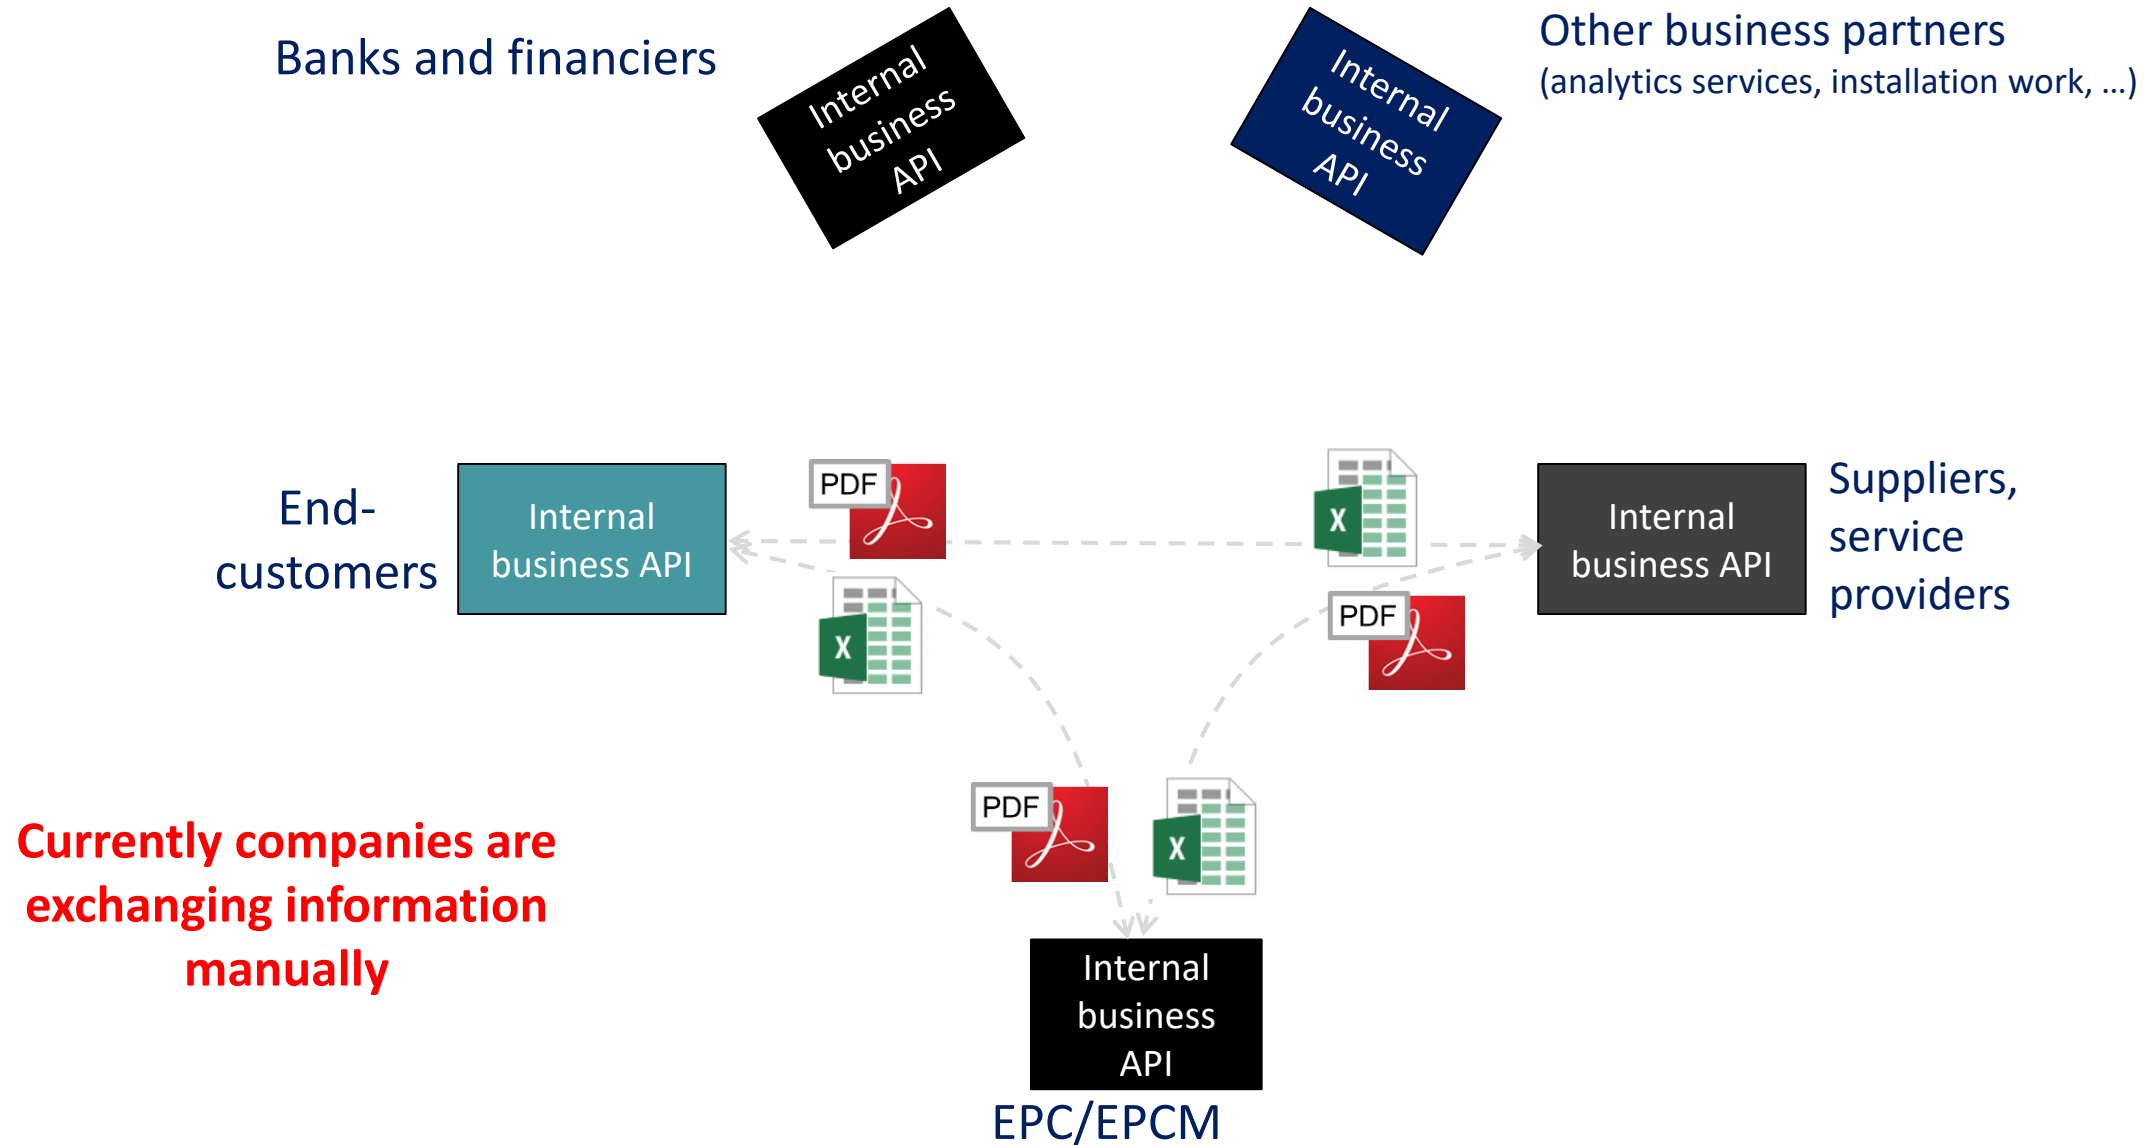 Banks and financiers
Internal
business
API
Internal
business
API
Other business partners
(analytics services, installation work, ...)
End-
customers
Internal
business API
PDF
X
X
PDF
Internal
business API
Suppliers,
service
providers
Currently companies are
exchanging information
manually
PDF
X
Internal
business
API
EPC/EPCM